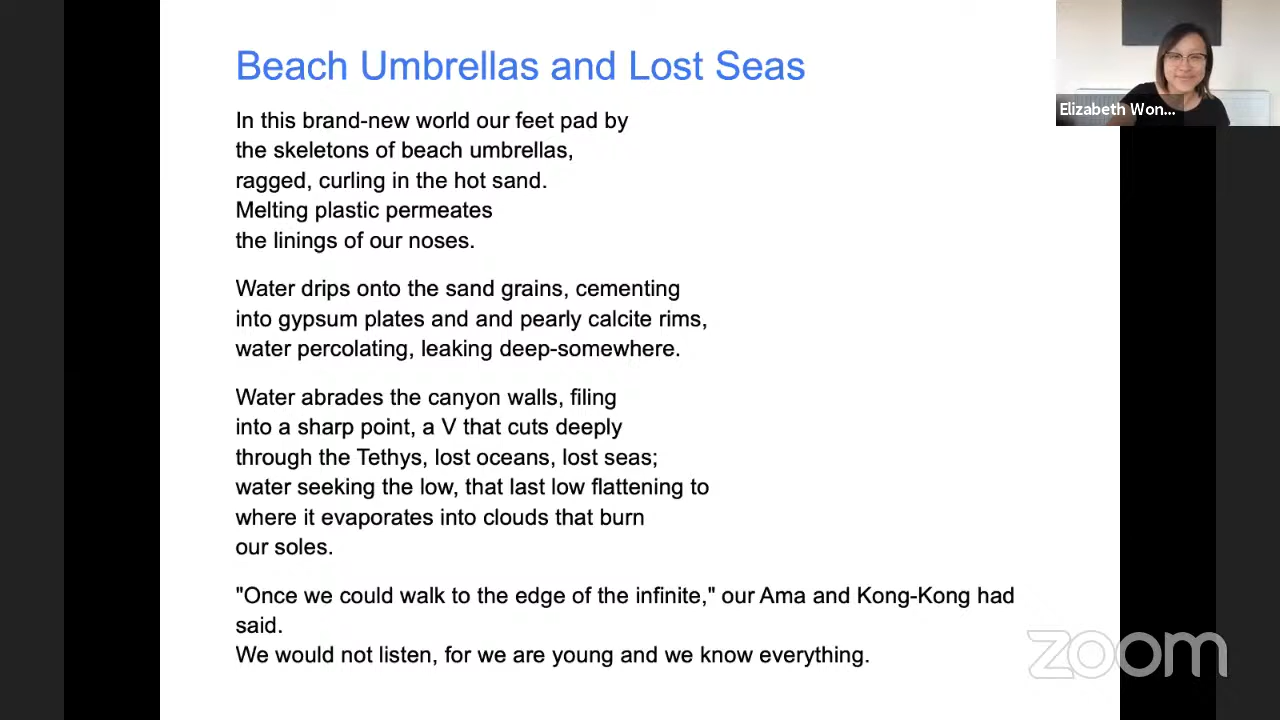 Beach Umbrellas and Lost Seas
Elizabeth Won...
In this brand-new world our feet pad by
the skeletons of beach umbrellas,
ragged, curling in the hot sand.
Melting plastic permeates
the linings of our noses.
Water drips onto the sand grains, cementing
into gypsum plates and and pearly calcite rims,
water percolating, leaking deep-somewhere.
Water abrades the canyon walls, filing
into a sharp point, a V that cuts deeply
through the Tethys, lost oceans, lost seas;
water seeking the low, that last low flattening to
where it evaporates into clouds that burn
our soles.
"Once we could walk to the edge of the infinite," our Ama and Kong-Kong had
said.
We would not listen, for we are young and we know everything.
zoom